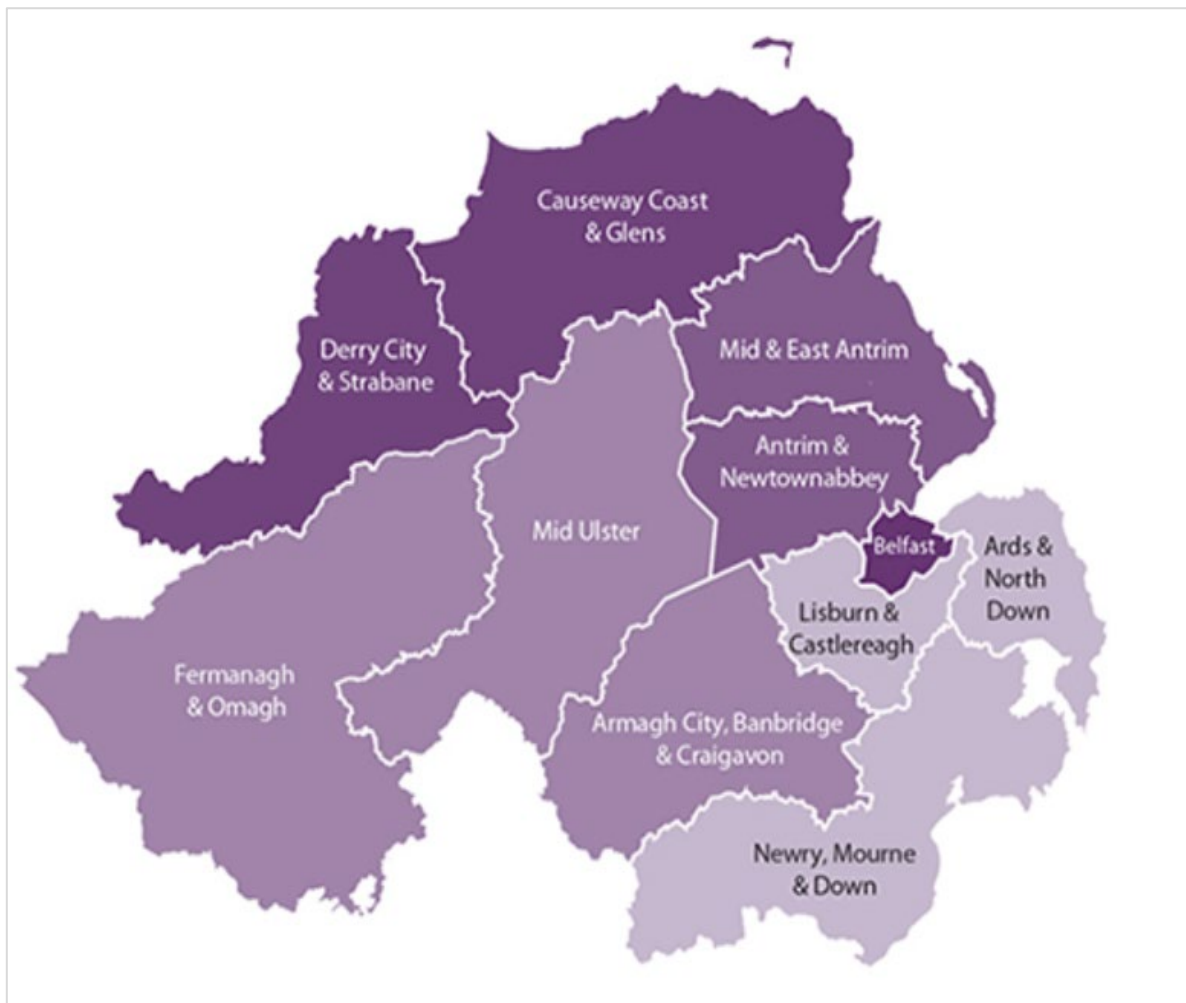 Causeway Coast
& Glens
Derry City
& Strabane
Mid & East Antrim
Antrim &
Newtownabbey
Mid Ulster
Belfast
Ards &
North
Down
Lisburn &
Castlereagh
Fermanagh
& Omagh
Armagh City, Banbridge
& Craigavon
Newry, Mourne
& Down